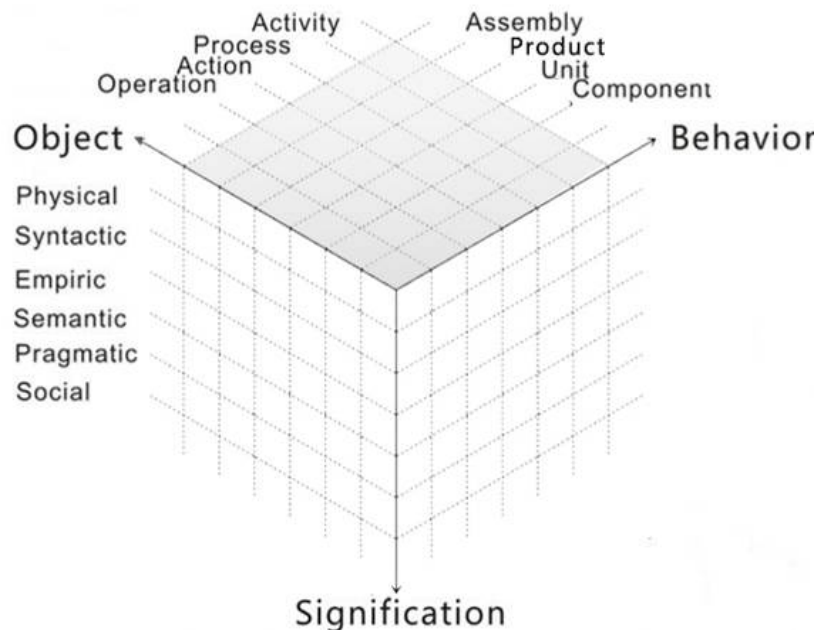 Activity
Process
Action
Operation
Assembly
Product
Unit
Component
Object
Behavior
Physical
Syntactic
Empiric
Semantic
Pragmatic
Social
Signification